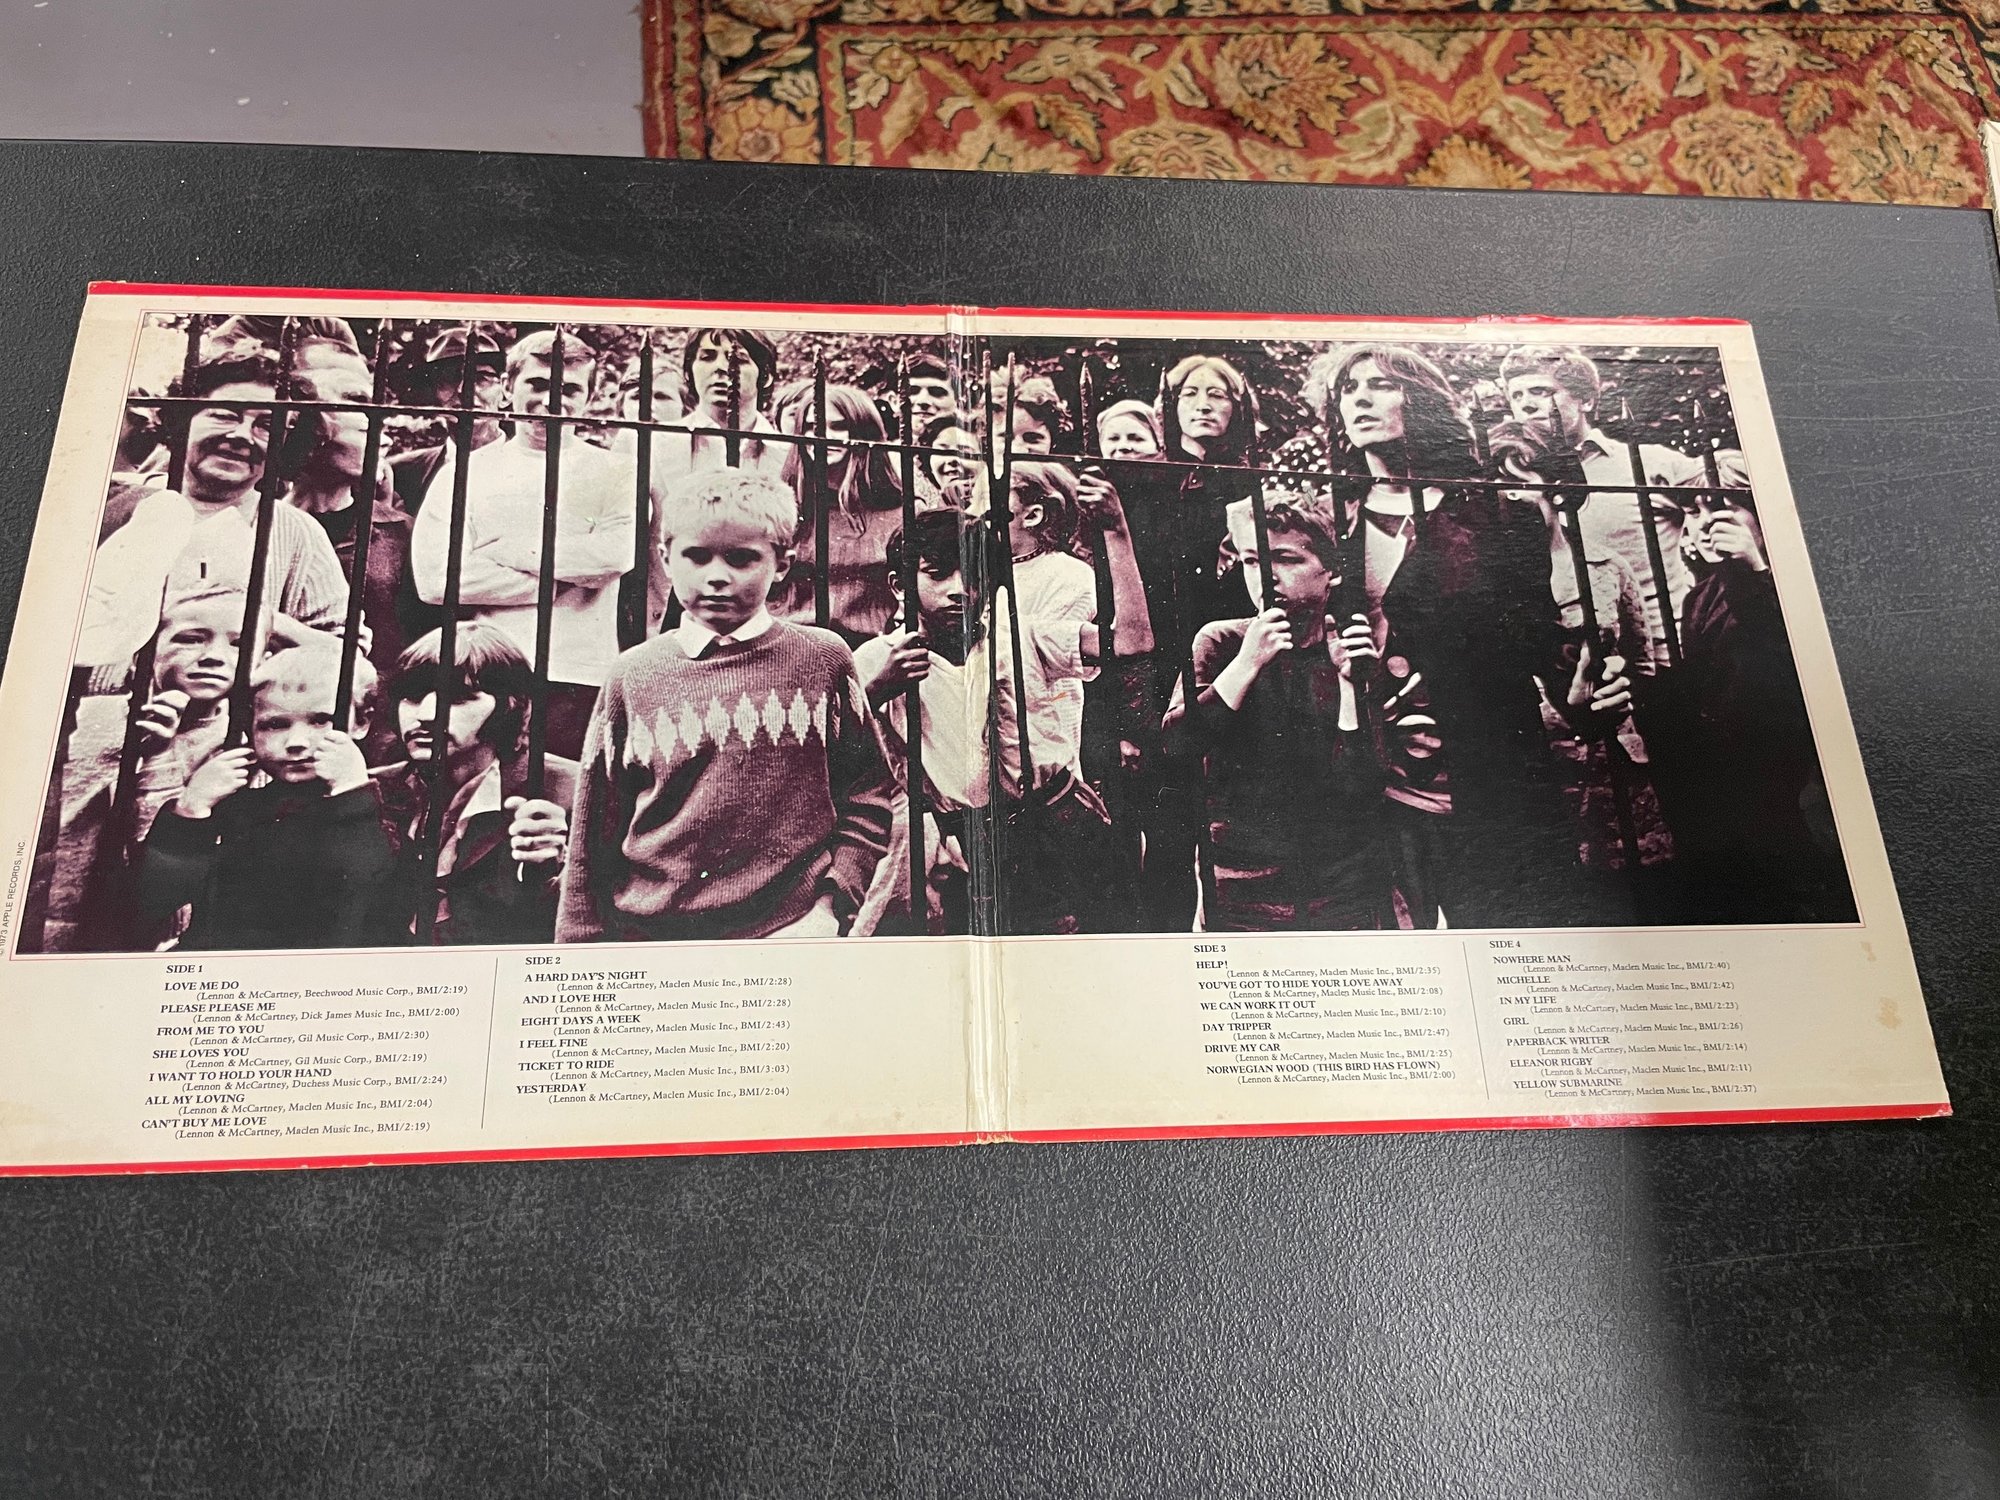 © 1973 APPLE RECORDS, INC.
SIDE 1
LOVE ME DO
(Lennon & McCartney, Beechwood Music Corp., BMI/2:19)
PLEASE PLEASE ME
(Lennon & McCartney, Dick James Music Inc., BMI/2:00)
FROM ME TO YOU
(Lennon & McCartney, Gil Music Corp., BMI/2:30)
SHE LOVES YOU
(Lennon & McCartney, Gil Music Corp., BMI/2:19)
I WANT TO HOLD YOUR HAND
(Lennon & McCartney, Duchess Music Corp., BMI/2:24)
ALL MY LOVING
(Lennon & McCartney, Maclen Music Inc., BMI/2:04)
CAN'T BUY ME LOVE
(Lennon & McCartney, Maclen Music Inc., BMI/2:19)
SIDE 2
A HARD DAY'S NIGHT
(Lennon & McCartney, Maclen Music Inc., BMI/2:28)
AND I LOVE HER
(Lennon & McCartney, Maclen Music Inc., BMI/2:28)
EIGHT DAYS A WEEK
(Lennon & McCartney, Maclen Music Inc., BMI/2:43)
I FEEL FINE
(Lennon & McCartney, Maclen Music Inc., BMI/2:20)
TICKET TO RIDE
(Lennon & McCartney, Maclen Music Inc., BMI/3:03)
YESTERDAY
(Lennon & McCartney, Maclen Music Inc., BMI/2:04)
SIDE 3
HELP!
(Lennon & McCartney, Maclen Music Inc., BMI/2:35)
YOU'VE GOT TO HIDE YOUR LOVE AWAY
(Lennon & McCartney, Maclen Music Inc., BMI/2:08)
WE CAN WORK IT OUT
(Lennon & McCartney, Maclen Music Inc., BMI/2:10)
DAY TRIPPER
(Lennon & McCartney, Maclen Music Inc., BMI/2:47)
DRIVE MY CAR
(Lennon & McCartney, Maclen Music Inc., BMI/2:25)
NORWEGIAN WOOD (THIS BIRD HAS FLOWN)
(Lennon & McCartney, Maclen Music Inc., BMI/2:00)
SIDE 4
NOWHERE MAN
(Lennon & McCartney, Maclen Music Inc., BMI/2:40)
MICHELLE
(Lennon & McCartney, Maclen Music Inc., BMI/2:42)
IN MY LIFE
(Lennon & McCartney, Maclen Music Inc., BMI/2:23)
GIRL
(Lennon & McCartney, Maclen Music Inc., BMI/2:26)
PAPERBACK WRITER
(Lennon & McCartney, Maclen Music Inc., BMI/2:14)
ELEANOR RIGBY
(Lennon & McCartney, Maclen Music Inc., BMI/2:11)
YELLOW SUBMARINE
(Lennon & McCartney, Maclen Music Inc., BMI/2:37)